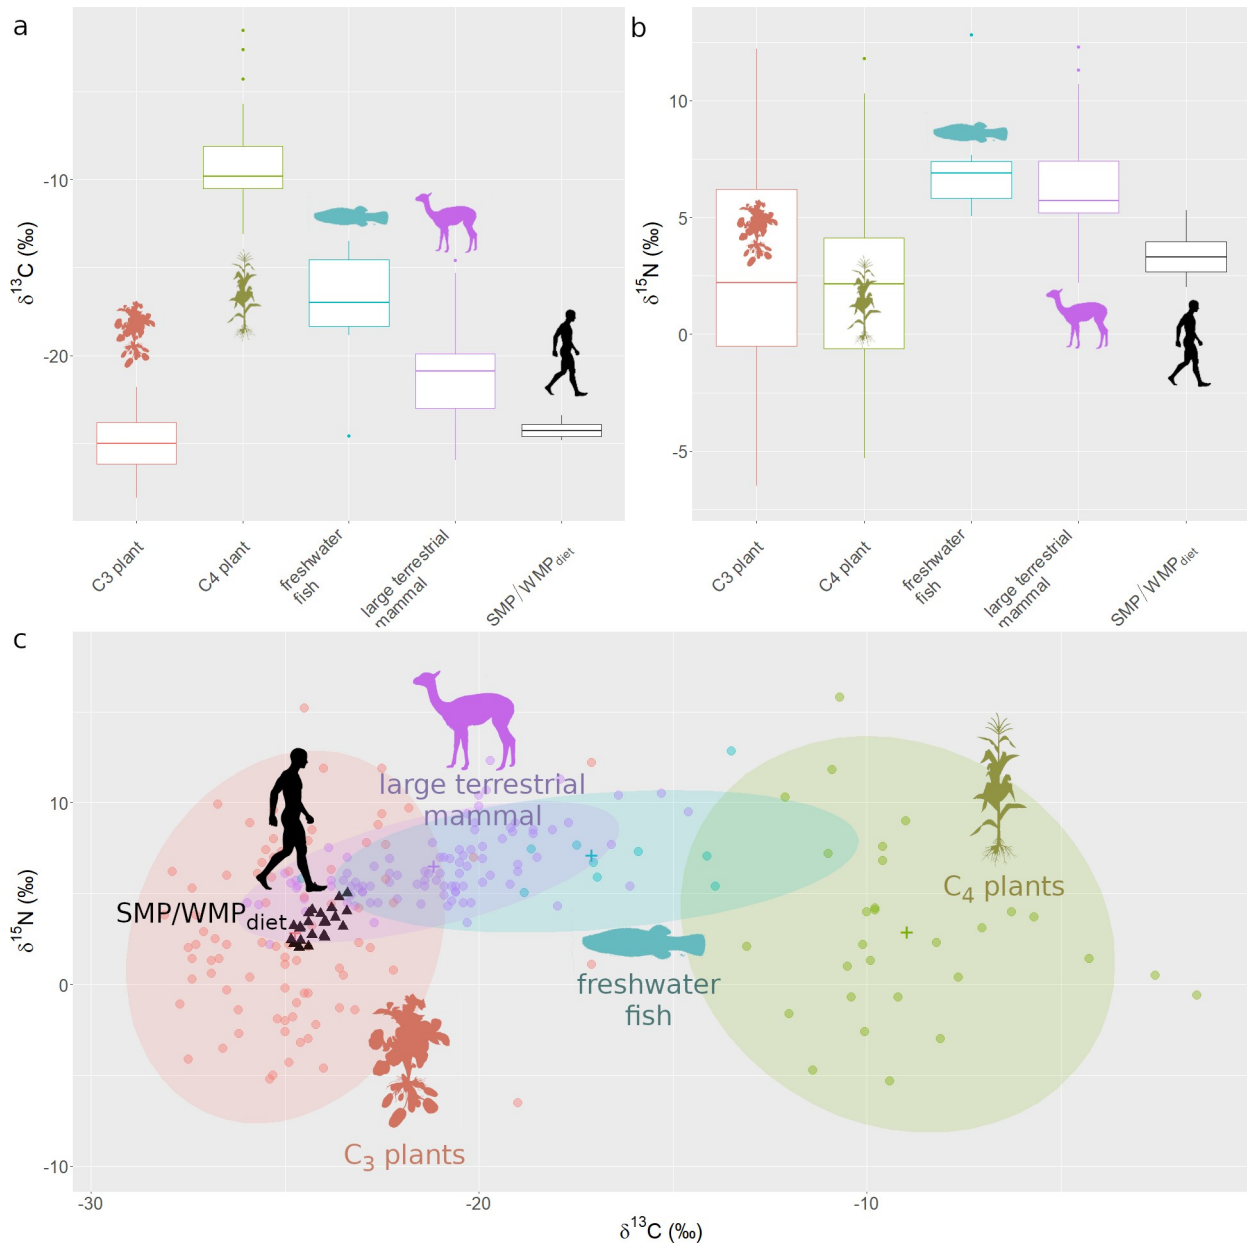 a
δ13C (‰)
-10
-20
C3 plant
C4 plant
freshwater
fish
large terrestrial
mammal
SMP/WMPdiet
b
δ15N (‰)
10
5
0
-5
C3 plant
C4 plant
freshwater
fish
large terrestrial
mammal
SMP/WMPdiet
c
δ15N (‰)
10
0
-10
large terrestrial
mammal
SMP/WMPdiet
C4 plants
freshwater
fish
C3 plants
-30
-20
-10
δ13C (‰)